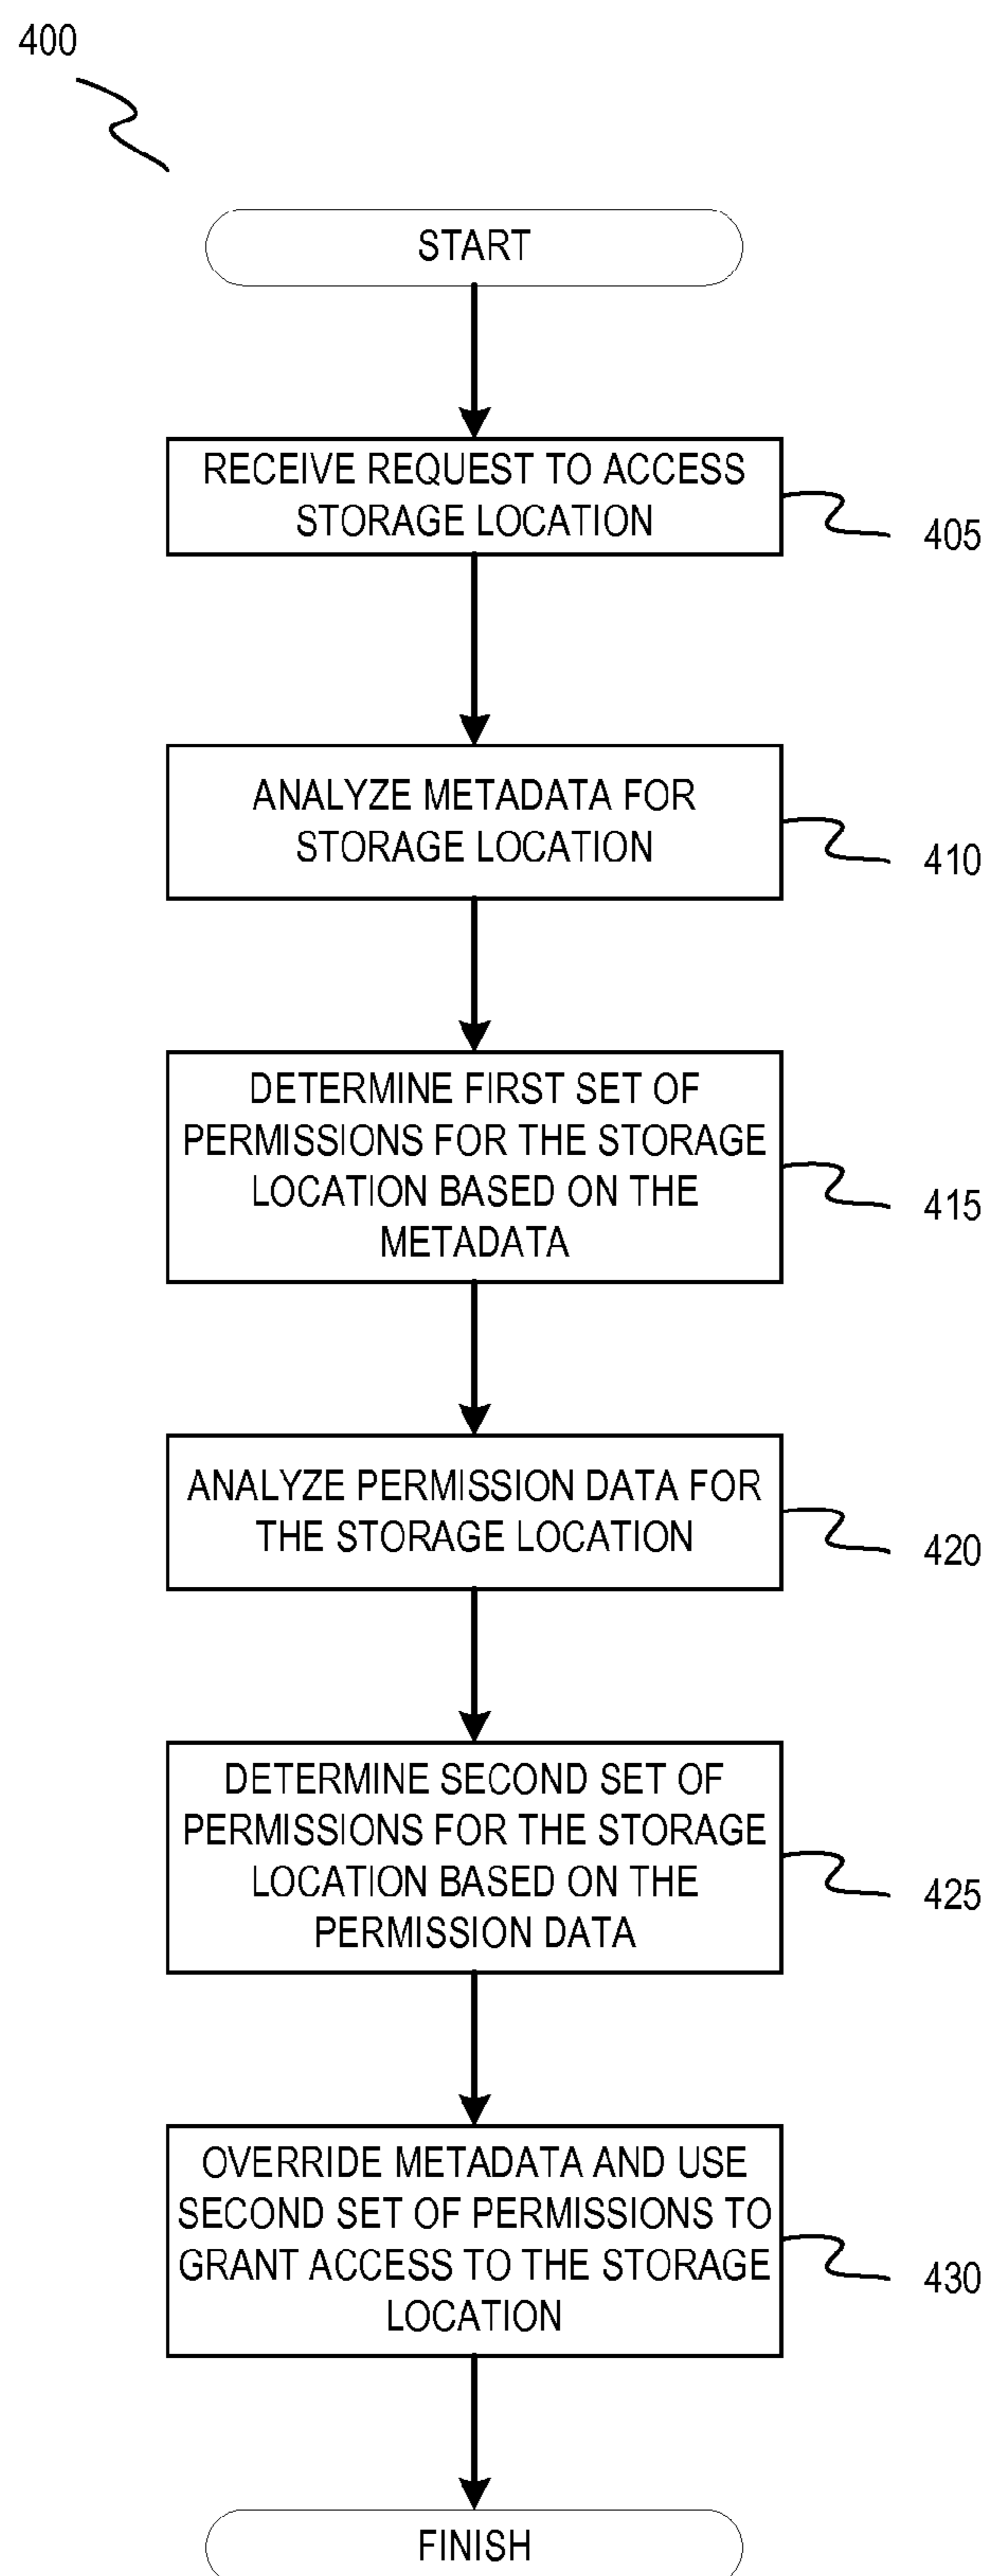 400
START
RECEIVE REQUEST TO ACCESS
STORAGE LOCATION
405
ANALYZE METADATA FOR
STORAGE LOCATION
410
DETERMINE FIRST SET OF
PERMISSIONS FOR THE STORAGE
LOCATION BASED ON THE
METADATA
415
ANALYZE PERMISSION DATA FOR
THE STORAGE LOCATION
420
DETERMINE SECOND SET OF
PERMISSIONS FOR THE STORAGE
LOCATION BASED ON THE
PERMISSION DATA
425
OVERRIDE METADATA AND USE
SECOND SET OF PERMISSIONS TO
GRANT ACCESS TO THE STORAGE
LOCATION
430
FINISH